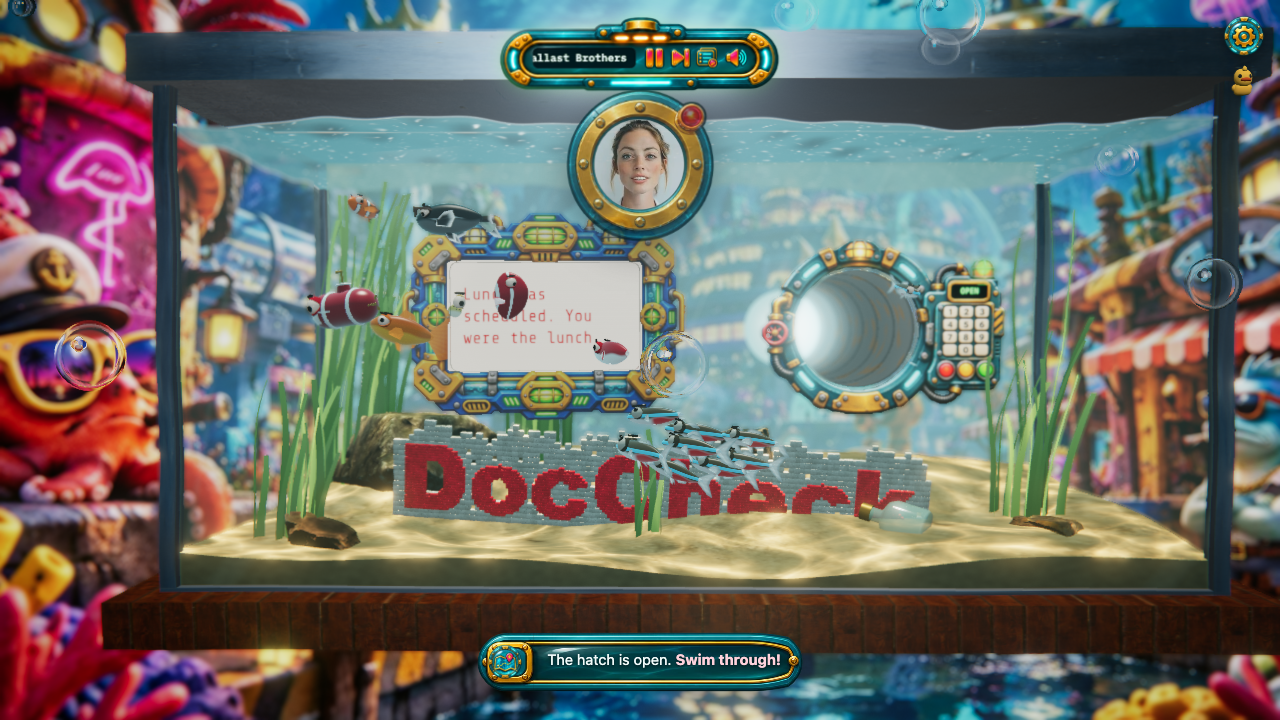 allast Brothers
OPEN
scheduled. You
were the lunch
DocCheck
The hatch is open. Swim through!